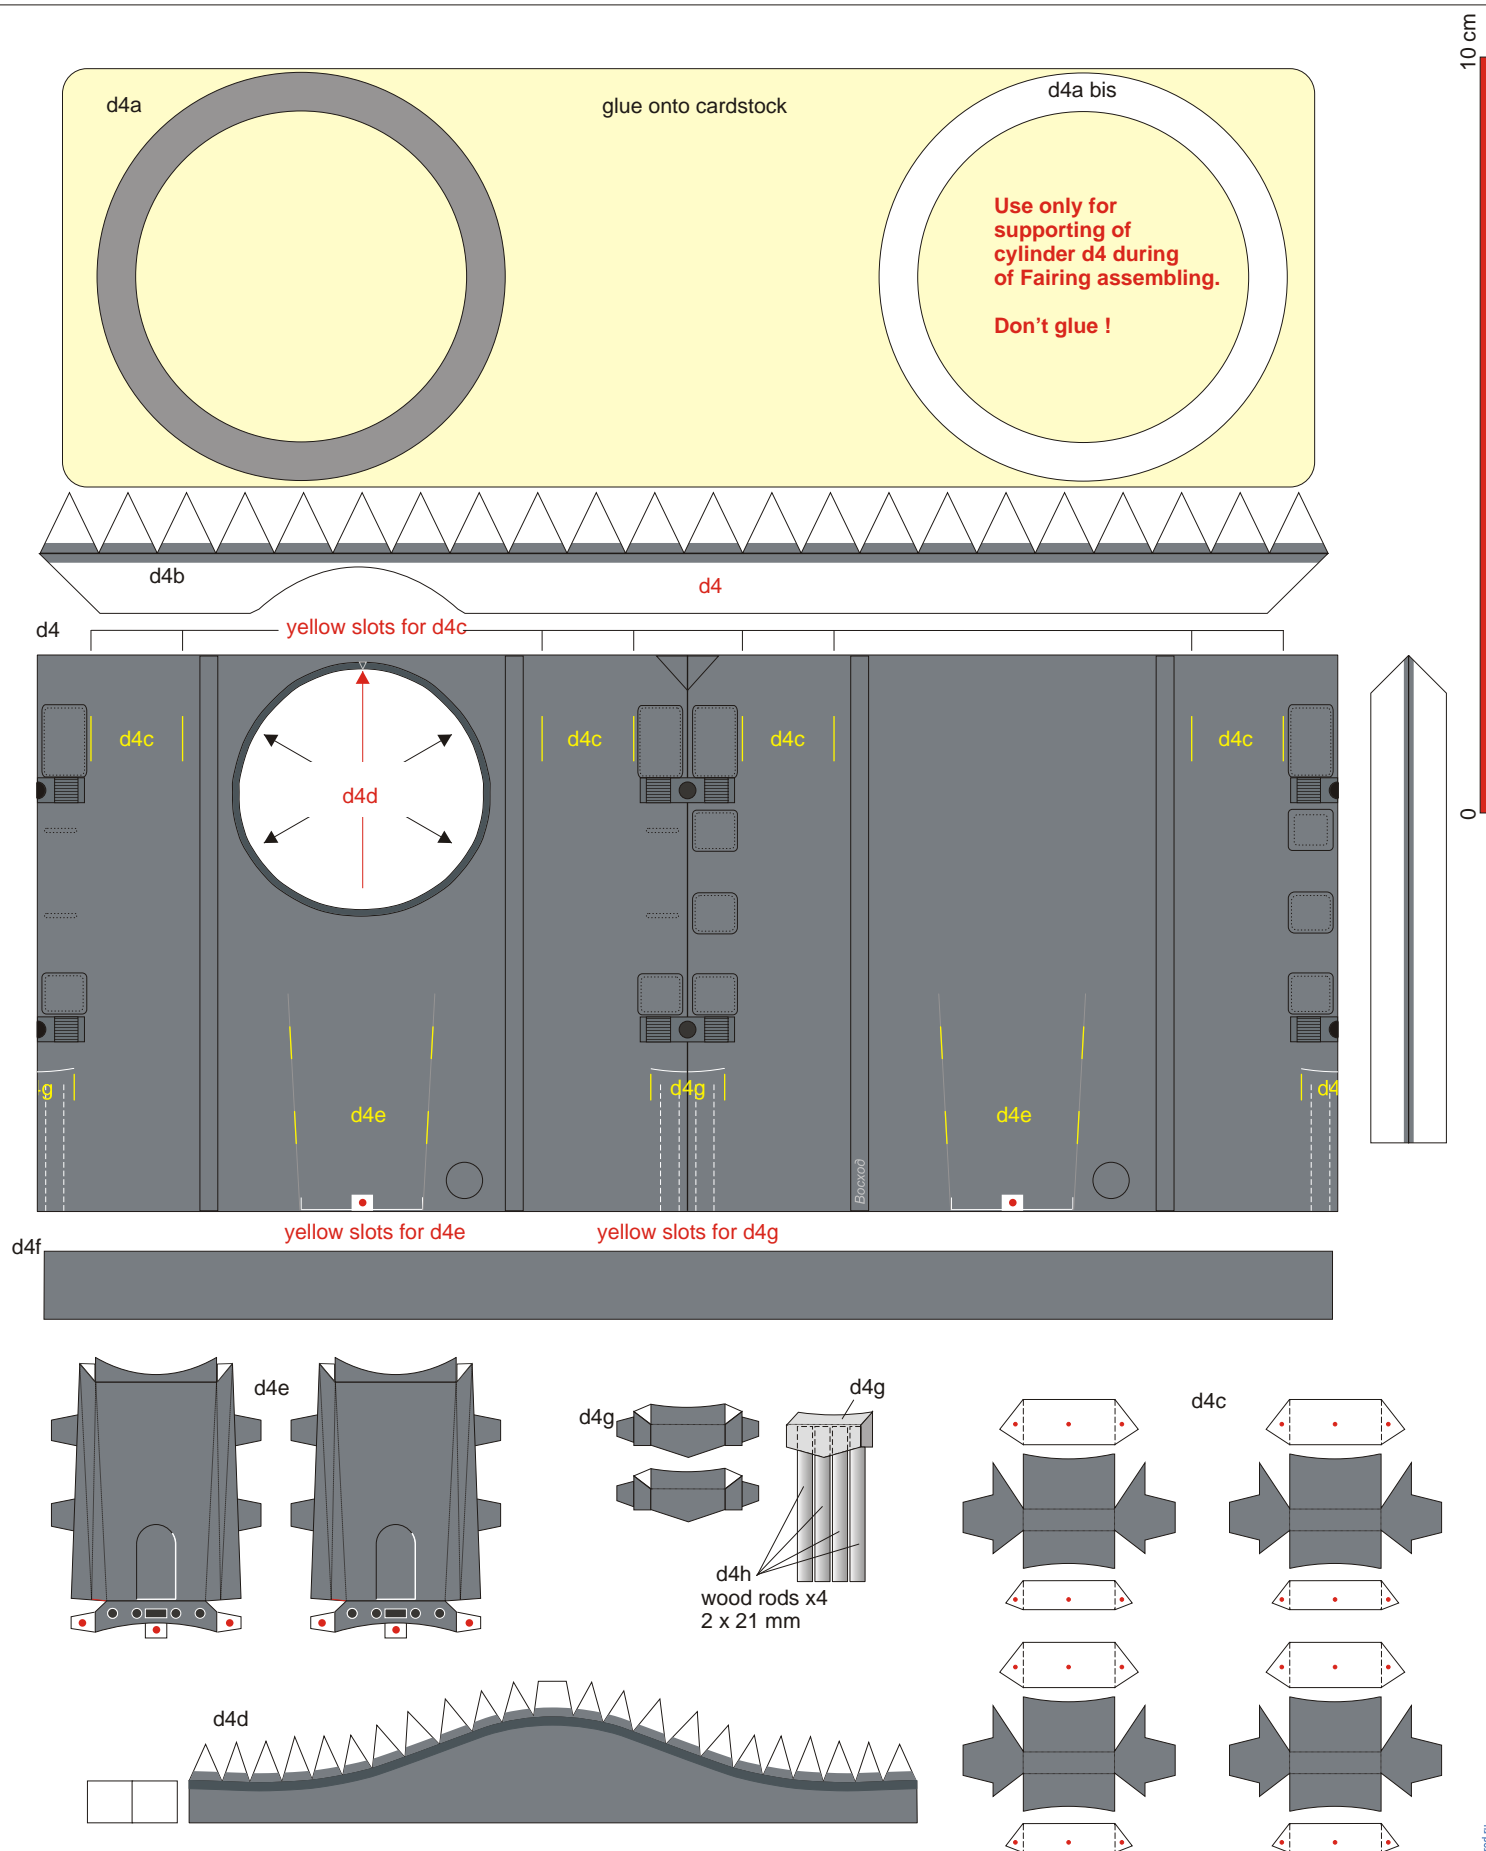 10 cm
d4a
glue onto cardstock
d4a bis
Use only for
supporting of
cylinder d4 during
of Fairing assembling.
Don't glue !
d4b
d4
d4
yellow slots for d4c
d4c
d4c
d4c
d4c
d4d
0
4g
d4g
d4
d4e
d4e
Восход
yellow slots for d4e
yellow slots for d4g
d4f
d4e
d4g
d4g
d4c
d4h
wood rods x4
2 x 21 mm
d4d